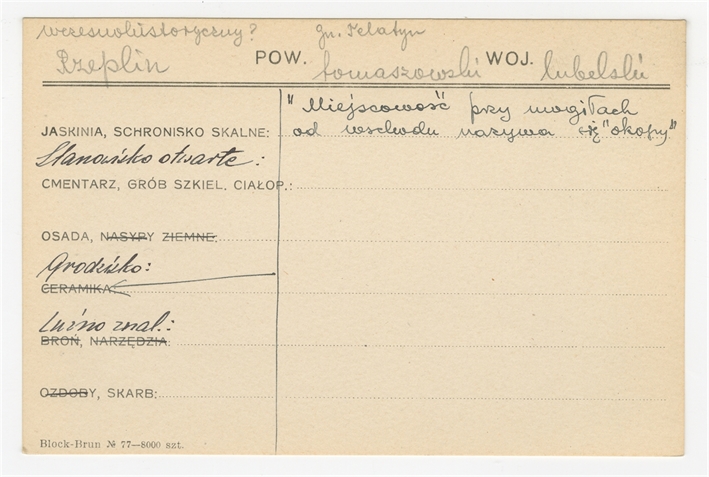 wczesnohistoryczny? gm. Telatyn
Rzeplin POW. tomaszowski WOJ. lubelski
"Miejscowość przy mogiłach
JASKINIA, SCHRONISKO SKALNE: od wschodu nazywa się "okopy""
Stanowisko otwarte:
CMENTARZ, GRÓB SZKIEL. CIAŁOP.:
OSADA, NASYPY ZIEMNE:
Grodzisko:
CERAMIKA:
Luźno znal.:
BROŃ, NARZĘDZIA:
OZDOBY, SKARB:
Block-Brun № 77—8000 szt.